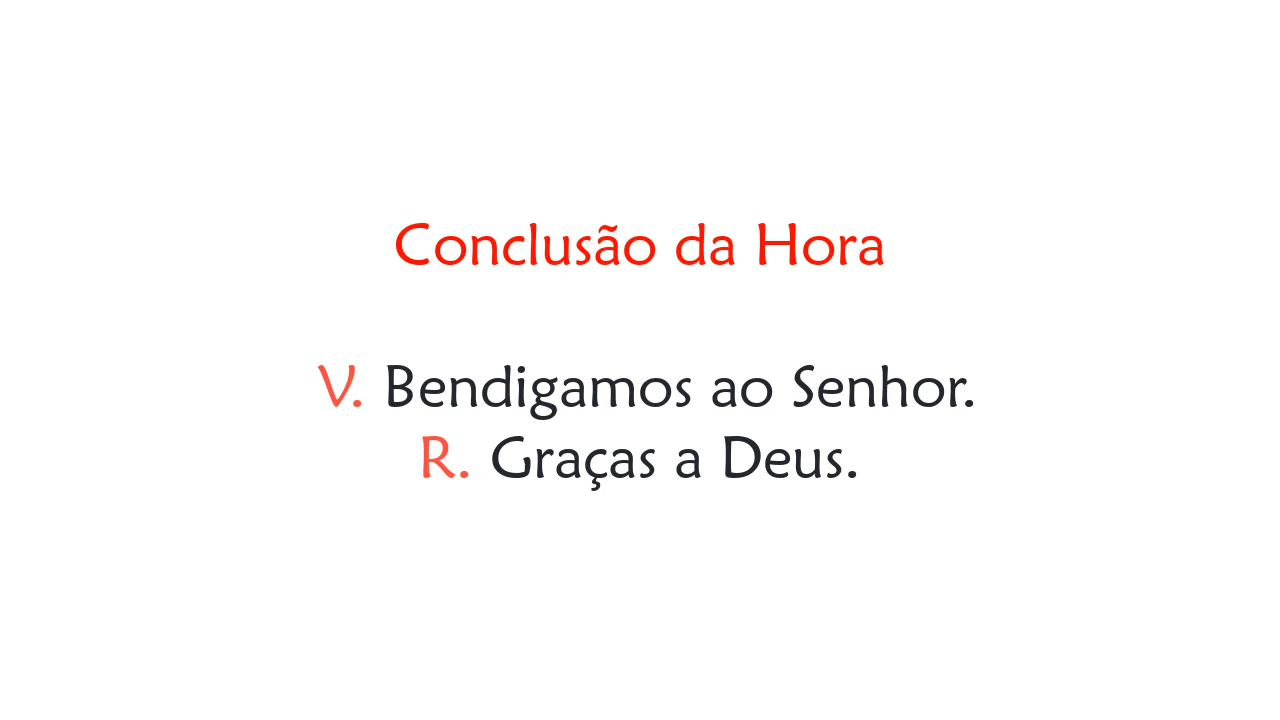 Conclusão da Hora
V. Bendigamos ao Senhor.
R. Graças a Deus.